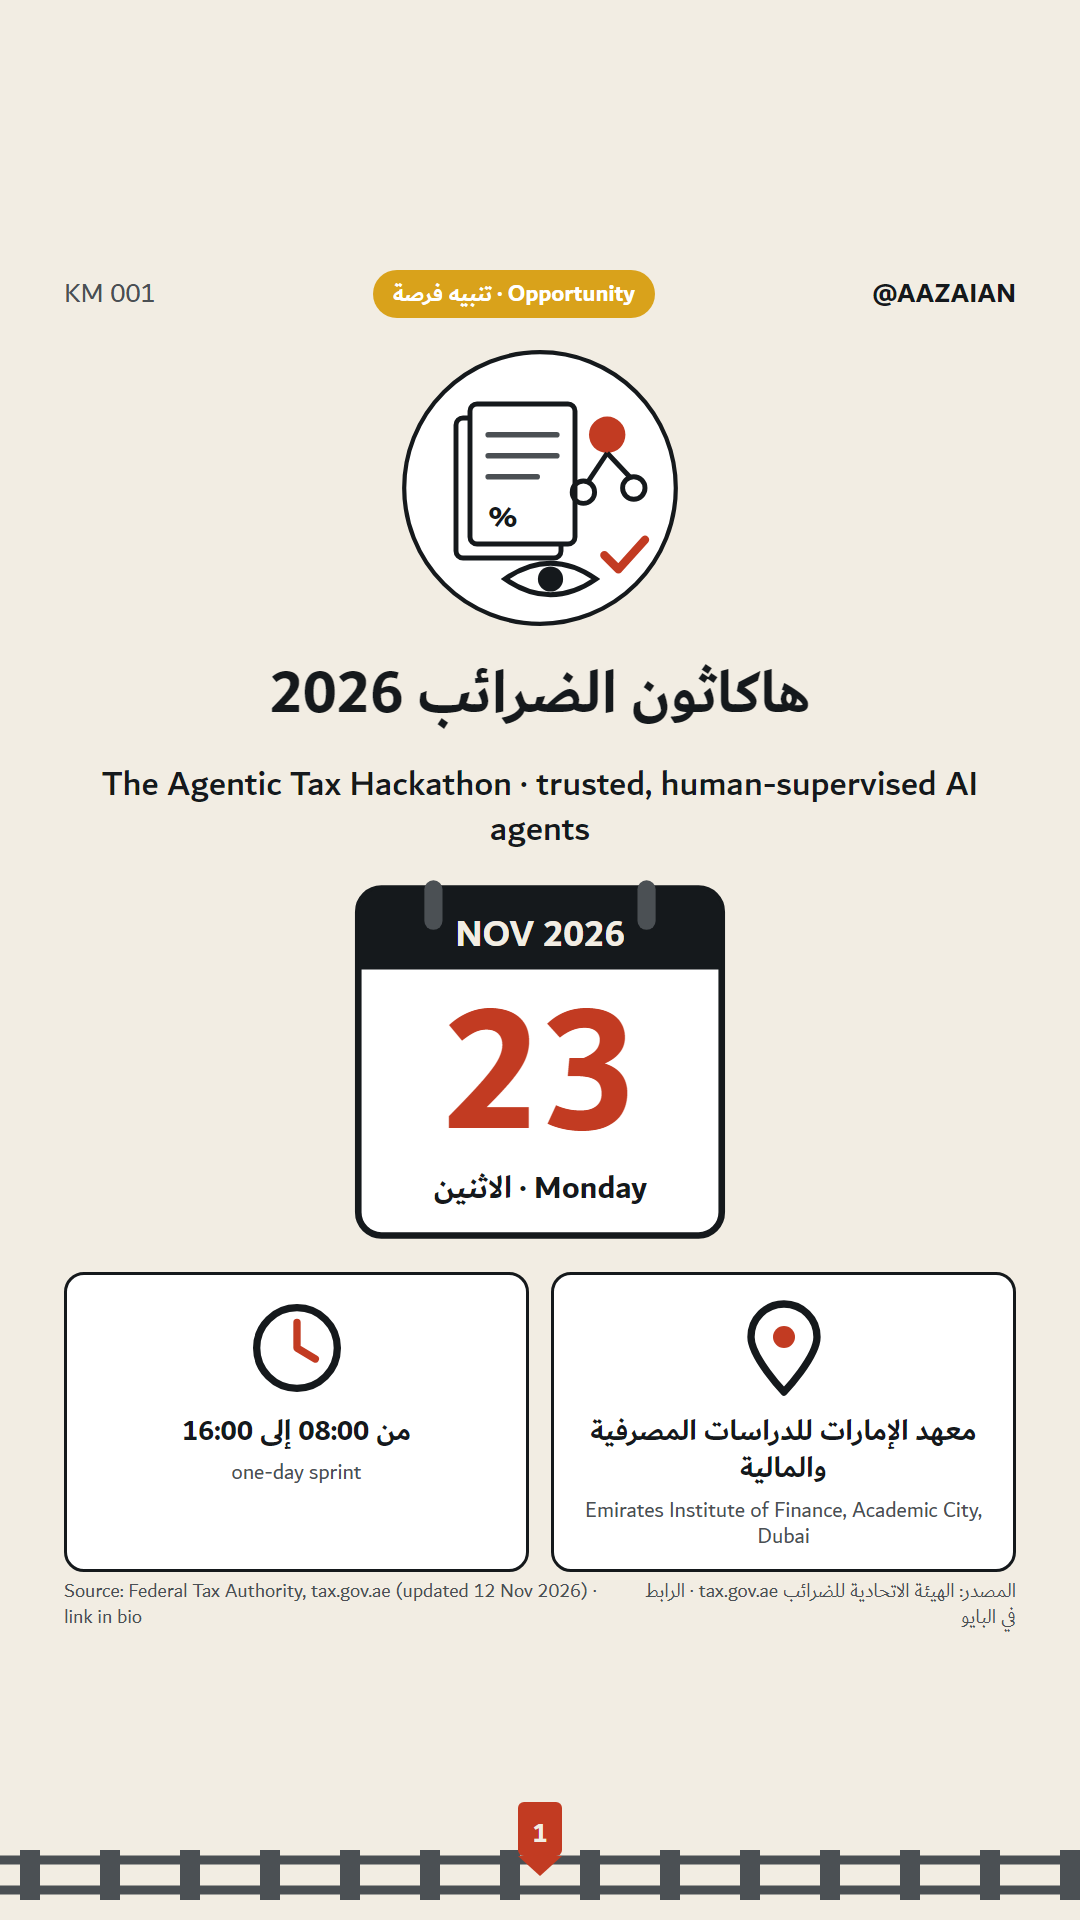 KM 001
تنبيه فرصة · Opportunity
@AAZAIAN
%
هاكاثون الضرائب 2026
The Agentic Tax Hackathon · trusted, human-supervised AI
agents
NOV 2026
23
الاثنين · Monday
من 08:00 إلى 16:00
one-day sprint
معهد الإمارات للدراسات المصرفية
والمالية
Emirates Institute of Finance, Academic City,
Dubai
Source: Federal Tax Authority, tax.gov.ae (updated 12 Nov 2026) ·
link in bio
المصدر: الهيئة الاتحادية للضرائب tax.gov.ae · الرابط
في البايو
1